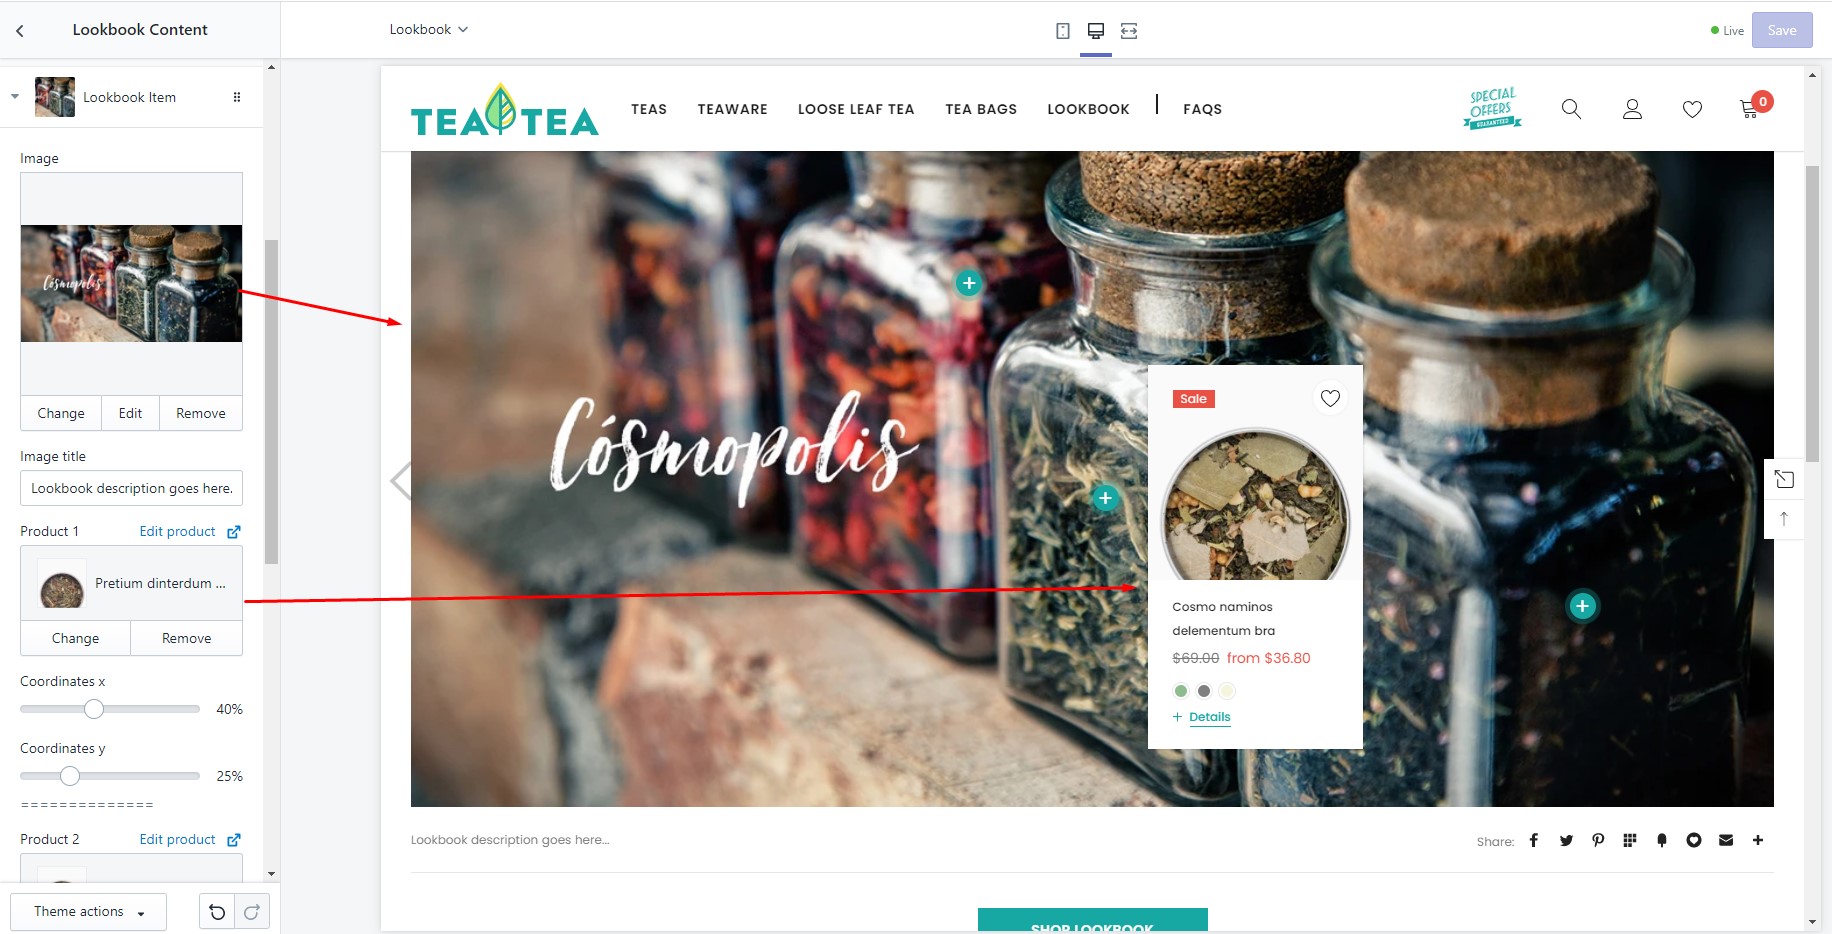 Lookbook Content
Lookbook
Live
Save
Lookbook Item
Image
Cósmopolis
Change
Edit
Remove
Image title
Lookbook description goes here.
Product 1
Edit product
Pretium dinterdum ...
Change
Remove
Coordinates x
40%
Coordinates y
25%
==============
Product 2
Edit product
Theme actions
TEA TEA
TEAS
TEAWARE
LOOSE LEAF TEA
TEA BAGS
LOOKBOOK
FAQS
SPECIAL
OFFERS
GUARANTEED
0
Cósmopolis
Sale
Cosmo naminos
delementum bra
$69.00 from $36.80
+ Details
Lookbook description goes here...
Share:
SHOP LOOKBOOK